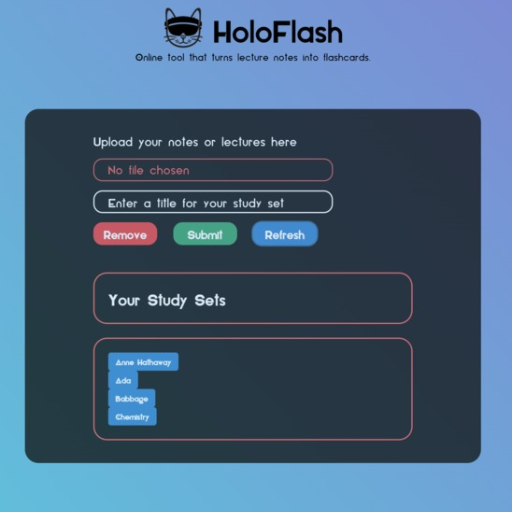 HoloFlash
Online tool that turns lecture notes into flashcards.
Upload your notes or lectures here
No file chosen
Enter a title for your study set
Remove Submit Refresh
Your Study Sets
Anne Hathaway
Ada
Babbage
Chemistry